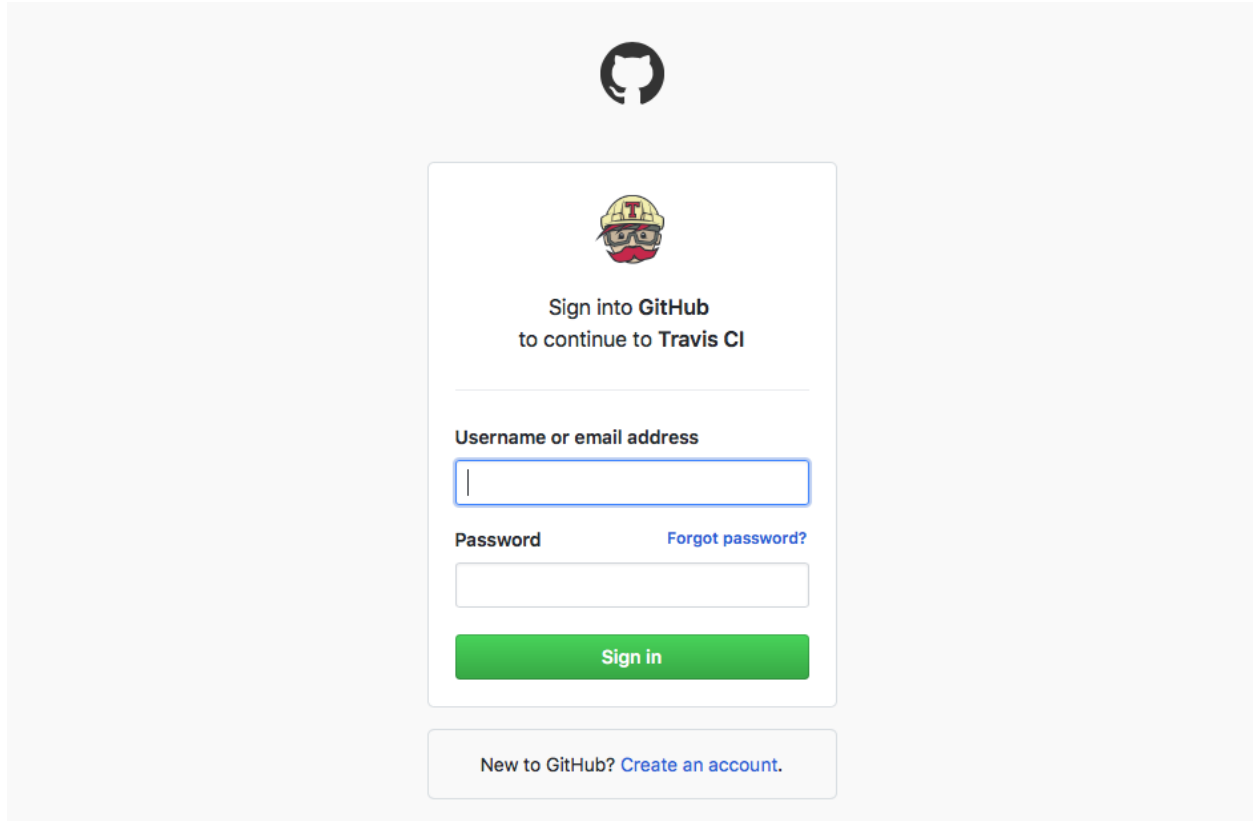 T
Sign into GitHub
to continue to Travis CI
Username or email address
Password Forgot password?
Sign in
New to GitHub? Create an account.